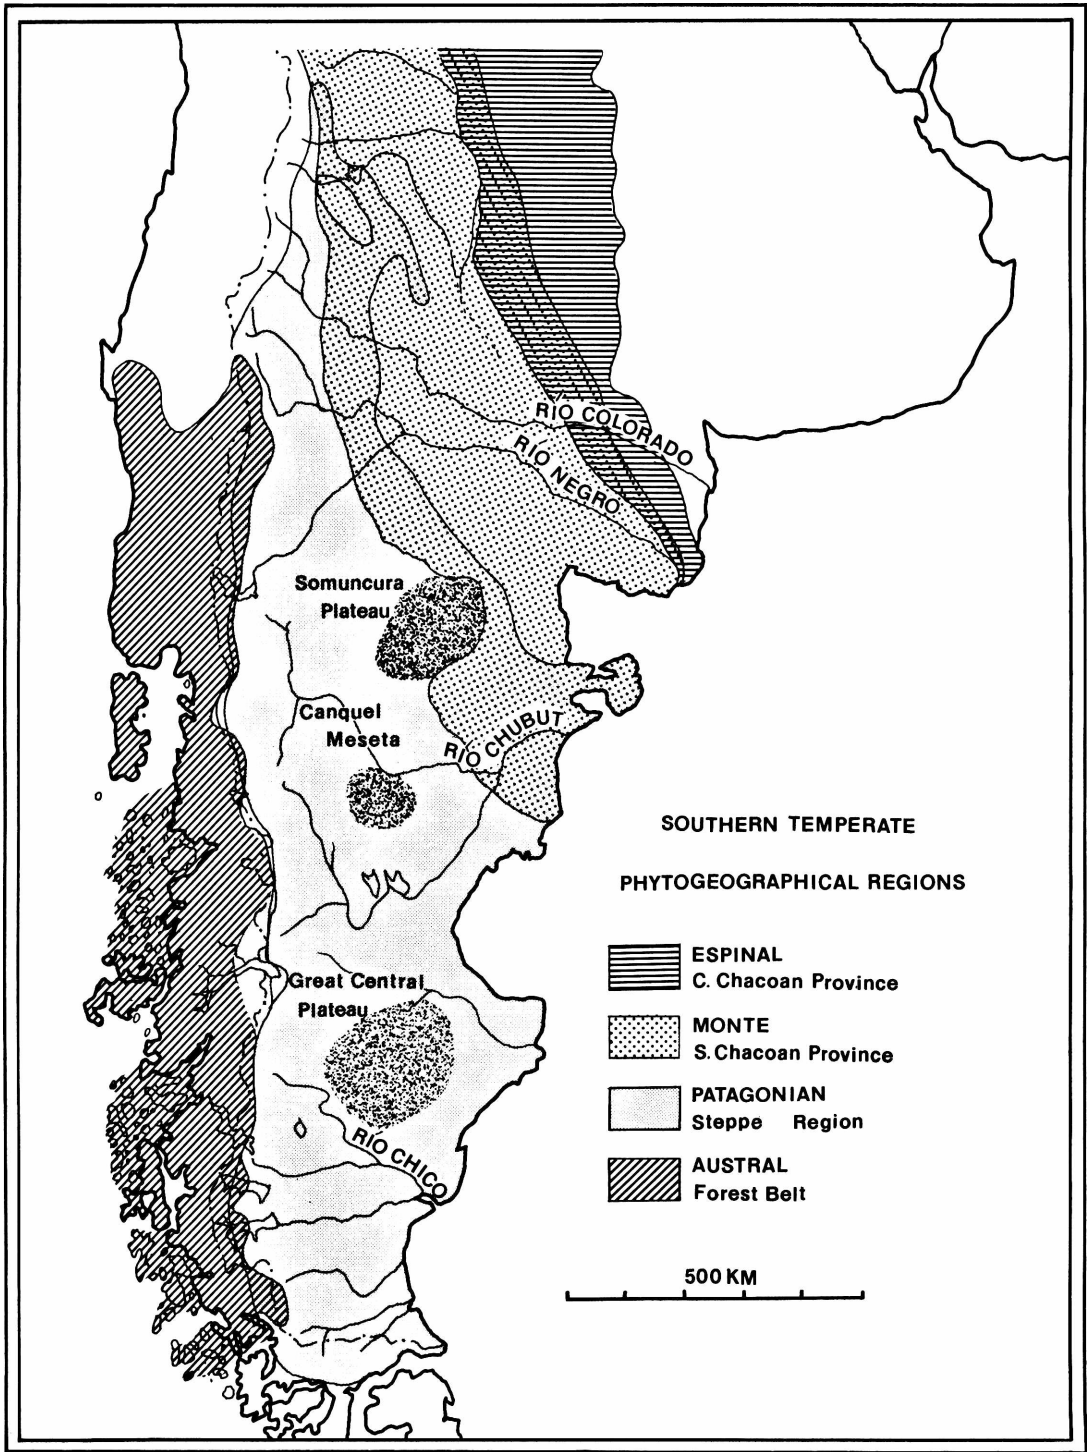 RIO COLORADO
RIO NEGRO
Somuncura
Plateau
Canquel
Meseta
RIO CHUBUT
SOUTHERN TEMPERATE
PHYTOGEOGRAPHICAL REGIONS
ESPINAL
C. Chacoan Province
MONTE
S. Chacoan Province
PATAGONIAN
Steppe Region
AUSTRAL
Forest Belt
Great Central
Plateau
RIO CHICO
500 KM